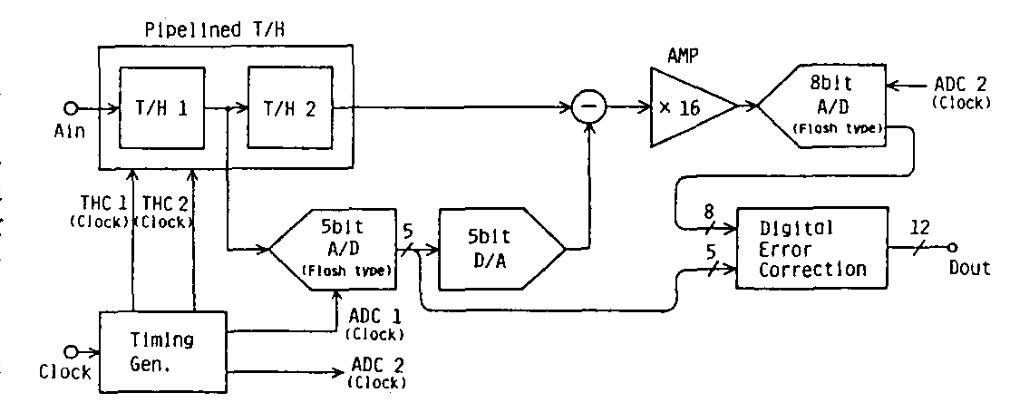 Pipelined T/H
AMP
T/H 1
T/H 2
−
× 16
8bit
A/D
(Flash type)
ADC 2
(Clock)
Ain
THC 1
(Clock)
THC 2
(Clock)
5bit
A/D
(Flash type)
5
5bit
D/A
8
5
Digital
Error
Correction
12
Dout
ADC 1
(Clock)
Timing
Gen.
Clock
ADC 2
(Clock)